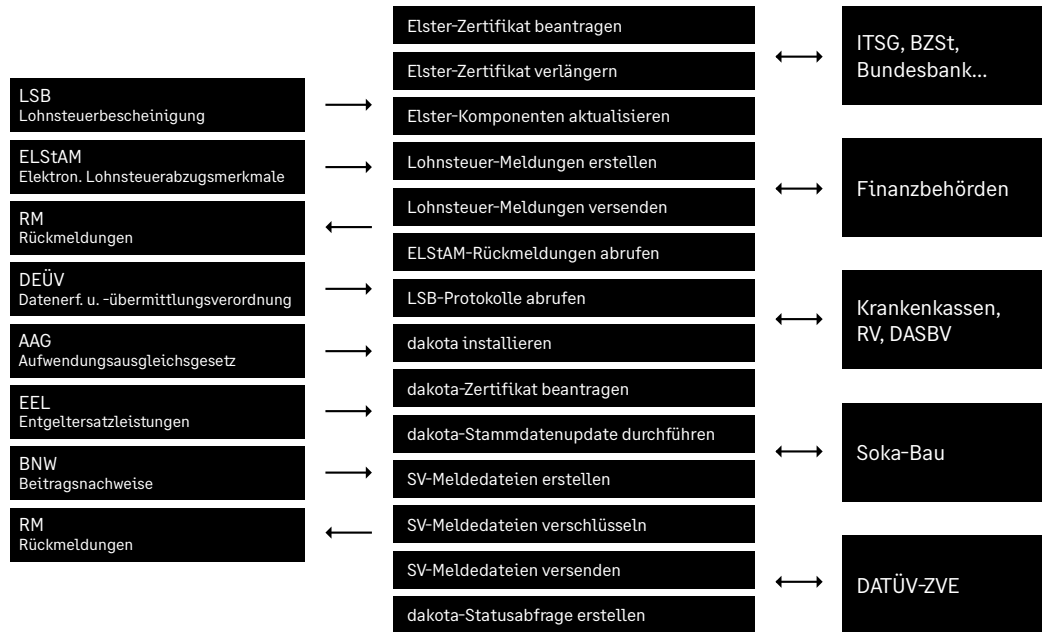 LSB
Lohnsteuerbescheinigung
ELStAM
Elektron. Lohnsteuerabzugsmerkmale
RM
Rückmeldungen
DEÜV
Datenerf. u. -übermittlungsverordnung
AAG
Aufwendungsausgleichsgesetz
EEL
Entgeltersatzleistungen
BNW
Beitragsnachweise
RM
Rückmeldungen
Elster-Zertifikat beantragen
Elster-Zertifikat verlängern
Elster-Komponenten aktualisieren
Lohnsteuer-Meldungen erstellen
Lohnsteuer-Meldungen versenden
ELStAM-Rückmeldungen abrufen
LSB-Protokolle abrufen
dakota installieren
dakota-Zertifikat beantragen
dakota-Stammdatenupdate durchführen
SV-Meldedateien erstellen
SV-Meldedateien verschlüsseln
SV-Meldedateien versenden
dakota-Statusabfrage erstellen
ITSG, BZSt,
Bundesbank...
Finanzbehörden
Krankenkassen,
RV, DASBV
Soka-Bau
DATÜV-ZVE